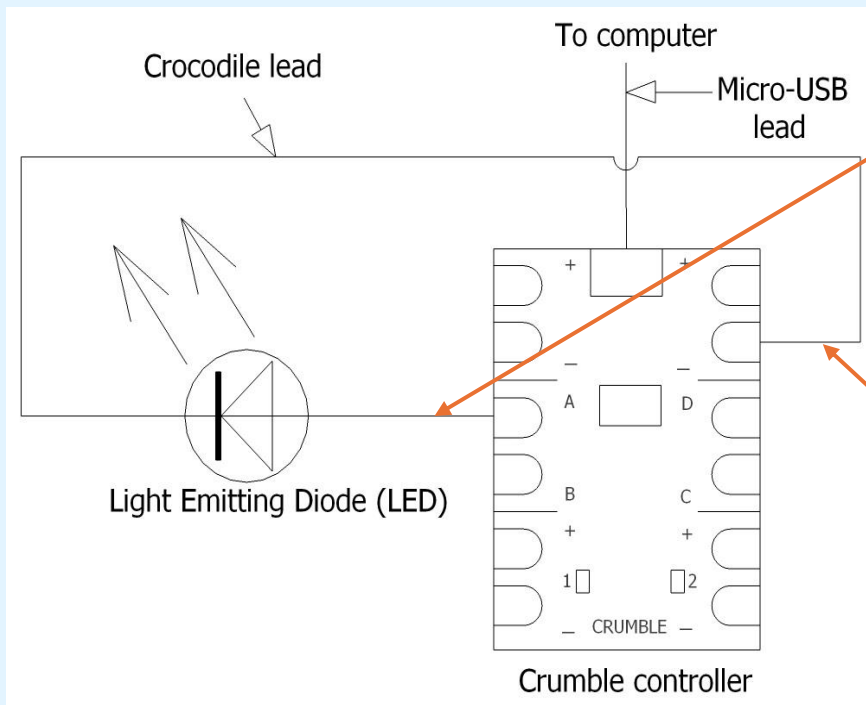 To computer
Crocodile lead
Micro-USB
lead
+ +
_ _
A D
B C
+ +
1 2
_ CRUMBLE _
Light Emitting Diode (LED)
Crumble controller